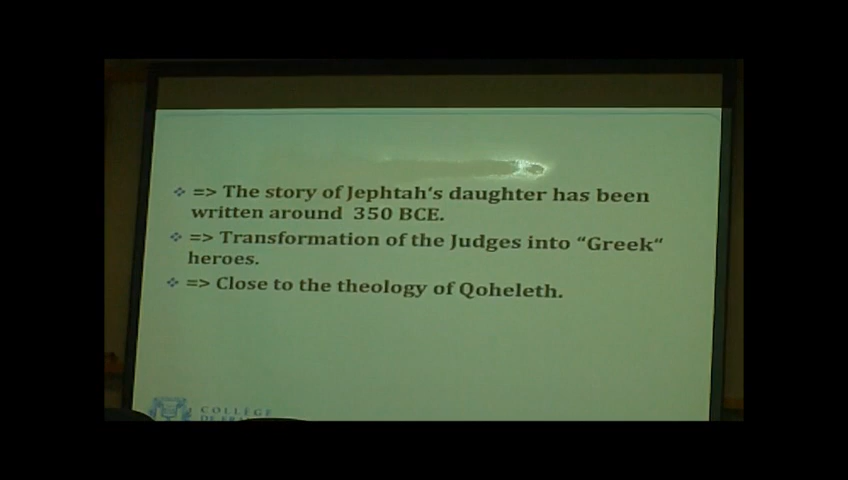 => The story of Jephtah's daughter has been
written around 350 BCE.
=> Transformation of the Judges into "Greek"
heroes.
=> Close to the theology of Qoheleth.
COLLÈGE